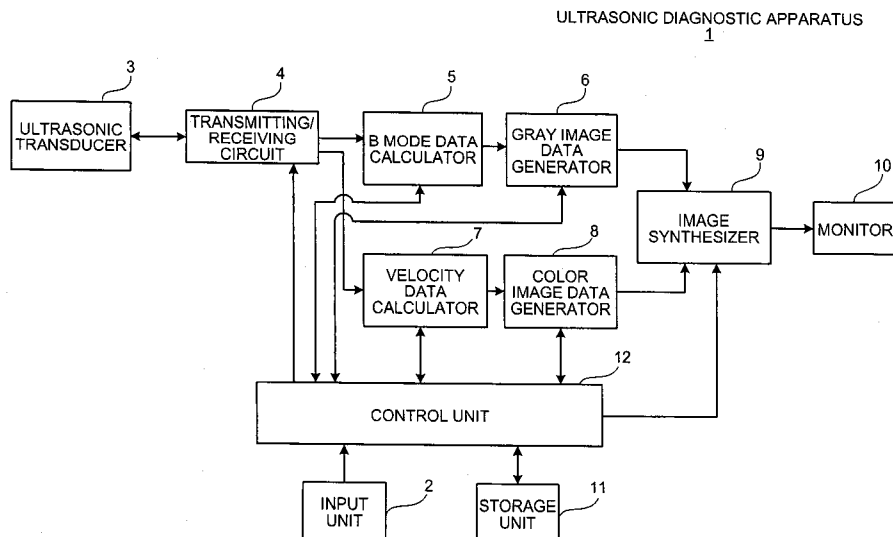 ULTRASONIC DIAGNOSTIC APPARATUS
1
3
4
5
6
ULTRASONIC
TRANSDUCER
TRANSMITTING/
RECEIVING
CIRCUIT
B MODE DATA
CALCULATOR
GRAY IMAGE
DATA
GENERATOR
9
10
IMAGE
SYNTHESIZER
MONITOR
7
8
VELOCITY
DATA
CALCULATOR
COLOR
IMAGE DATA
GENERATOR
12
CONTROL UNIT
INPUT
UNIT
2
STORAGE
UNIT
11